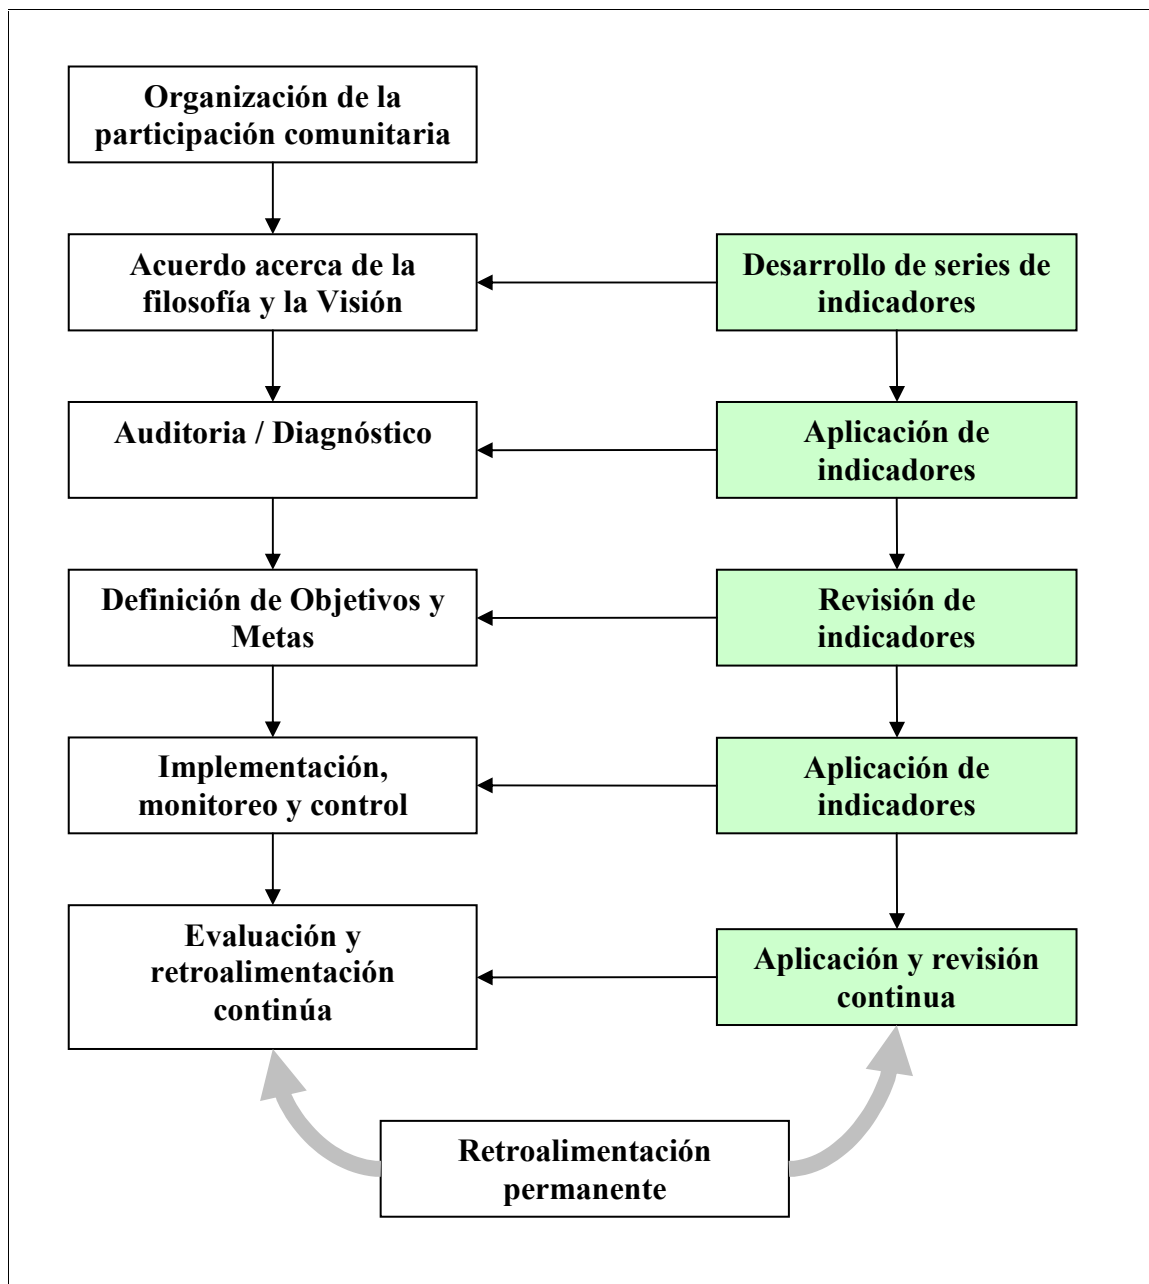 Organización de la
participación comunitaria
Acuerdo acerca de la
filosofía y la Visión
Desarrollo de series de
indicadores
Auditoria / Diagnóstico
Aplicación de
indicadores
Definición de Objetivos y
Metas
Revisión de
indicadores
Implementación,
monitoreo y control
Aplicación de
indicadores
Evaluación y
retroalimentación
continúa
Aplicación y revisión
continua
Retroalimentación
permanente